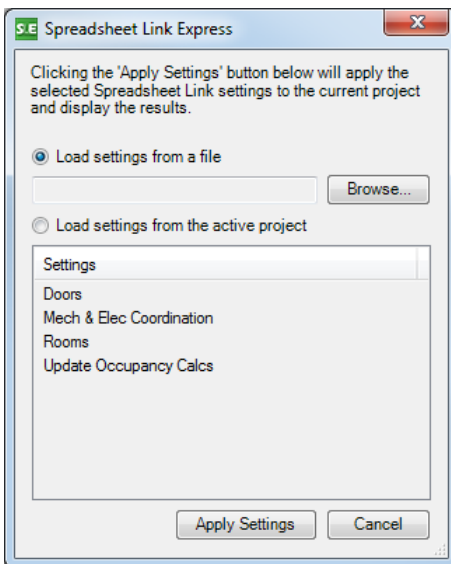 S.E Spreadsheet Link Express
Clicking the 'Apply Settings' button below will apply the
selected Spreadsheet Link settings to the current project
and display the results.
Load settings from a file
Browse...
Load settings from the active project
Settings
Doors
Mech & Elec Coordination
Rooms
Update Occupancy Calcs
Apply Settings Cancel